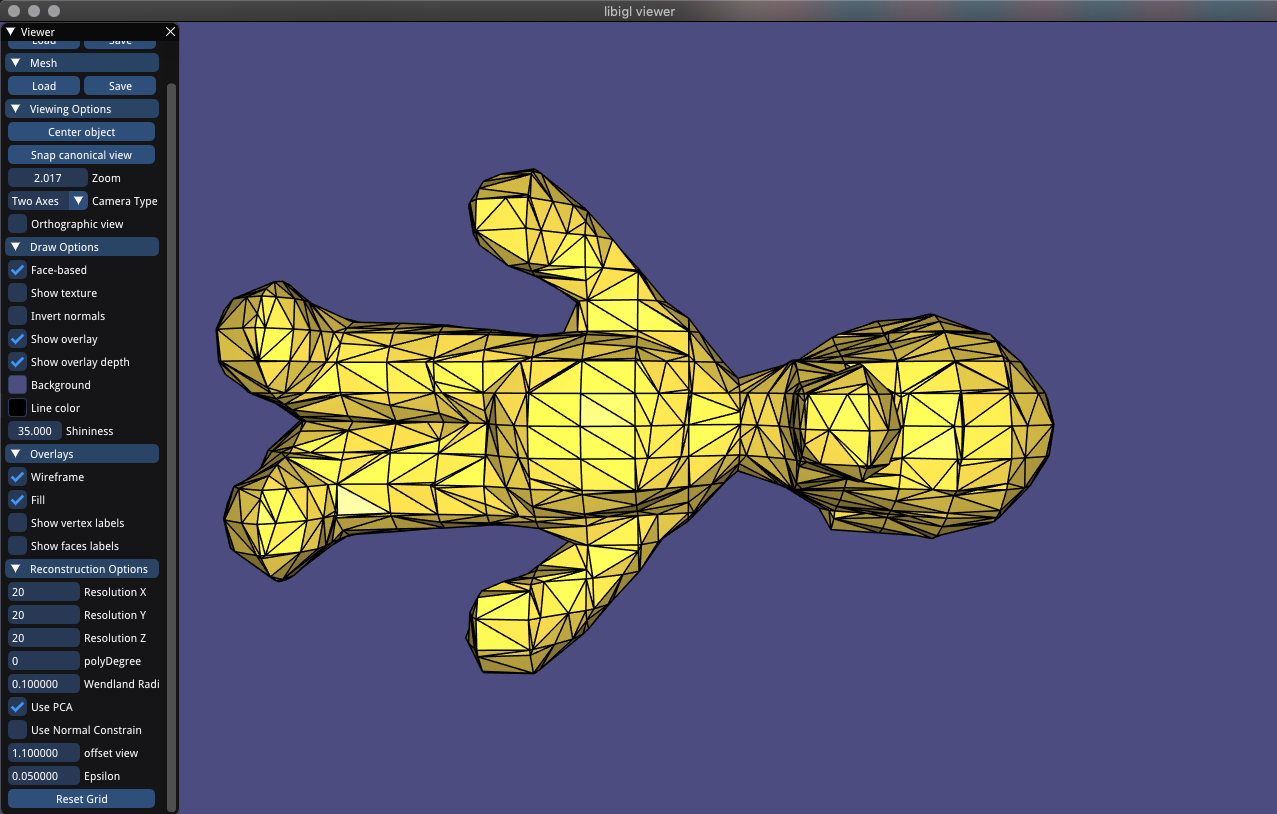 libigl viewer
Viewer
Load Save
Mesh
Load Save
Viewing Options
Center object
Snap canonical view
2.017 Zoom
Two Axes Camera Type
Orthographic view
Draw Options
Face-based
Show texture
Invert normals
Show overlay
Show overlay depth
Background
Line color
35.000 Shininess
Overlays
Wireframe
Fill
Show vertex labels
Show faces labels
Reconstruction Options
20 Resolution X
20 Resolution Y
20 Resolution Z
0 polyDegree
0.100000 Wendland Radi
Use PCA
Use Normal Constrain
1.100000 offset view
0.050000 Epsilon
Reset Grid